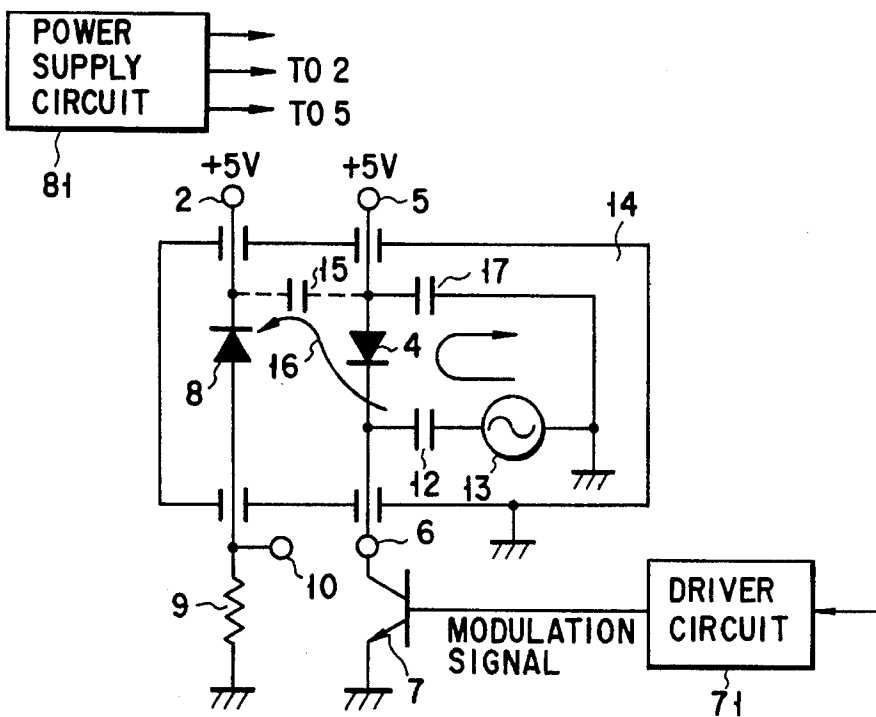 POWER
SUPPLY
CIRCUIT
TO 2
TO 5
81
+5V
+5V
2
5
14
15
17
4
16
8
12
13
6
10
9
DRIVER
CIRCUIT
MODULATION
SIGNAL
7
71